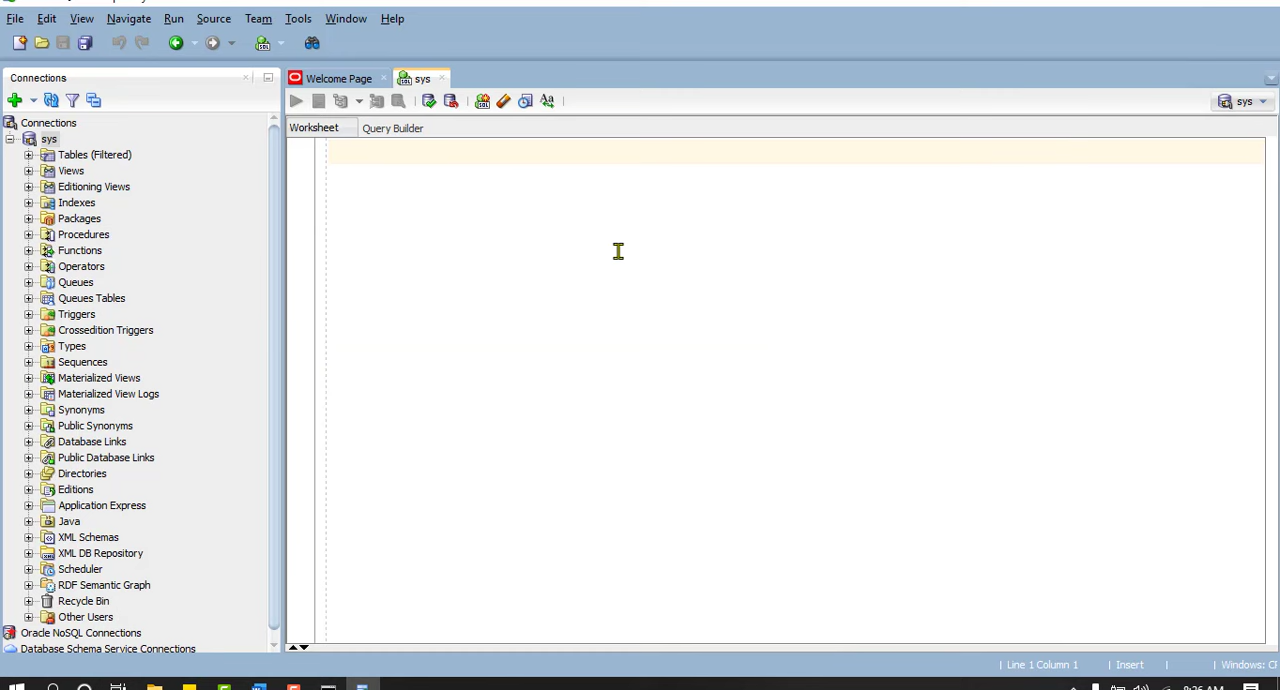 File Edit View Navigate Run Source Team Tools Window Help
Connections
Welcome Page
sys
sys
Worksheet
Query Builder
Connections
sys
Tables (Filtered)
Views
Editioning Views
Indexes
Packages
Procedures
Functions
Operators
Queues
Queues Tables
Triggers
Crossedition Triggers
Types
Sequences
Materialized Views
Materialized View Logs
Synonyms
Public Synonyms
Database Links
Public Database Links
Directories
Editions
Application Express
Java
XML Schemas
XML DB Repository
Scheduler
RDF Semantic Graph
Recycle Bin
Other Users
Oracle NoSQL Connections
Database Schema Service Connections
Line 1 Column 1
Insert
Windows:
8:26 AM